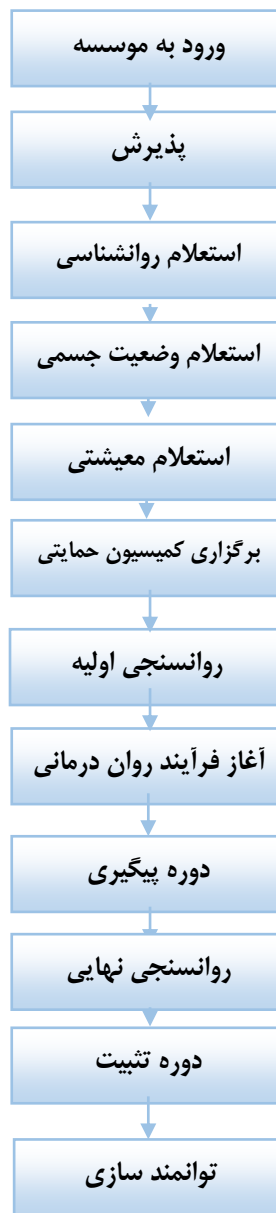 ورود به موسسه
پذیرش
استعلام روانشناسی
استعلام وضعیت جسمی
استعلام معیشتی
برگزاری کمیسیون حمایتی
روانسنجی اولیه
آغاز فرآیند روان درمانی
دوره پیگیری
روانسنجی نهایی
دوره تثبیت
توانمند سازی